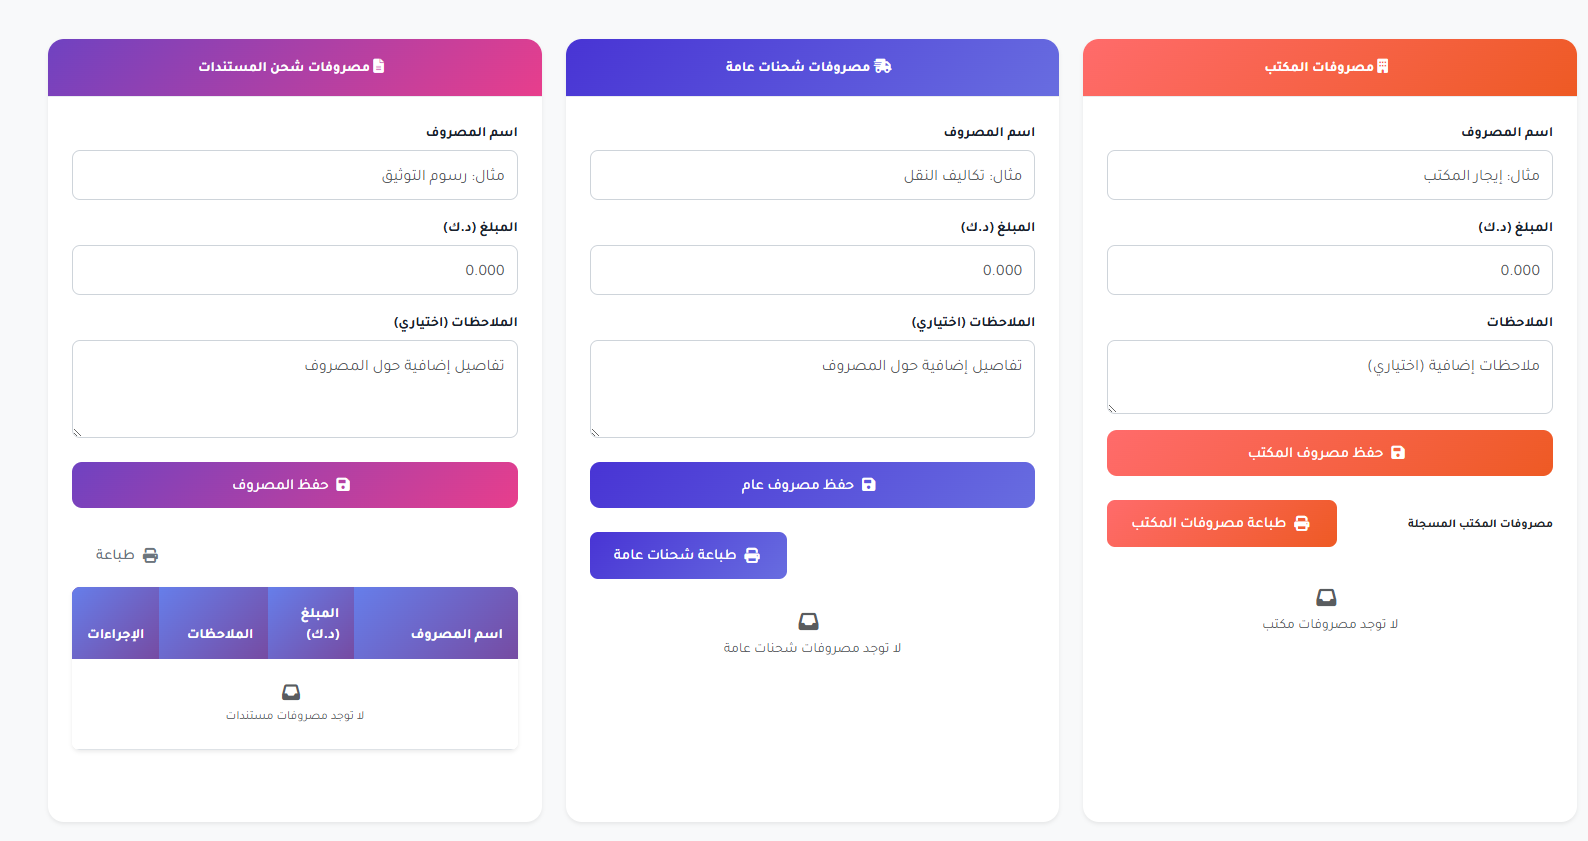 مصروفات المكتب
اسم المصروف
مثال: إيجار المكتب
المبلغ (د.ك)
0.000
الملاحظات
ملاحظات إضافية (اختياري)
حفظ مصروف المكتب
مصروفات المكتب المسجلة
طباعة مصروفات المكتب
لا توجد مصروفات مكتب
مصروفات شحنات عامة
اسم المصروف
مثال: تكاليف النقل
المبلغ (د.ك)
0.000
الملاحظات (اختياري)
تفاصيل إضافية حول المصروف
حفظ مصروف عام
طباعة شحنات عامة
لا توجد مصروفات شحنات عامة
مصروفات شحن المستندات
اسم المصروف
مثال: رسوم التوثيق
المبلغ (د.ك)
0.000
الملاحظات (اختياري)
تفاصيل إضافية حول المصروف
حفظ المصروف
طباعة
اسم المصروف
المبلغ
(د.ك)
الملاحظات
الإجراءات
لا توجد مصروفات مستندات